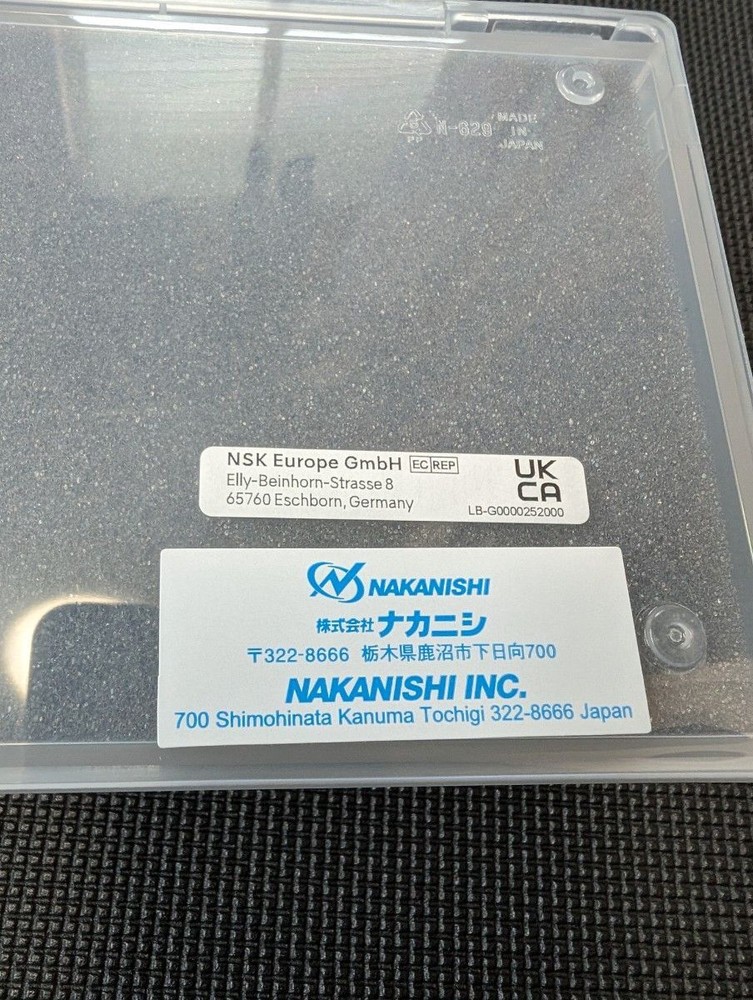 MADE
PP N-629 IN
JAPAN
NSK Europe GmbH EC REP
Elly-Beinhorn-Strasse 8
65760 Eschborn, Germany
UK
CA
LB-G0000252000
NAKANISHI
株式会社ナカニシ
〒322-8666 栃木県鹿沼市下日向700
NAKANISHI INC.
700 Shimohinata Kanuma Tochigi 322-8666 Japan